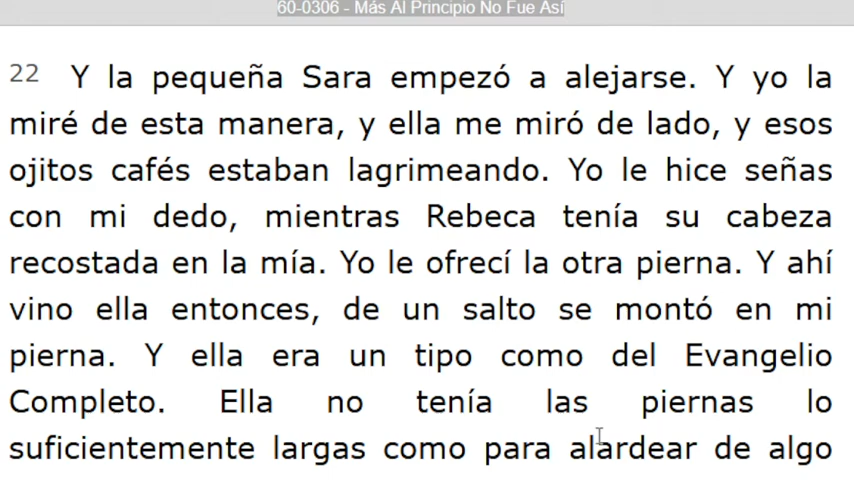 60-0306 - Más Al Principio No Fue Así
22 Y la pequeña Sara empezó a alejarse. Y yo la
miré de esta manera, y ella me miró de lado, y esos
ojitos cafés estaban lagrimeando. Yo le hice señas
con mi dedo, mientras Rebeca tenía su cabeza
recostada en la mía. Yo le ofrecí la otra pierna. Y ahí
vino ella entonces, de un salto se montó en mi
pierna. Y ella era un tipo como del Evangelio
Completo. Ella no tenía las piernas lo
suficientemente largas como para alardear de algo